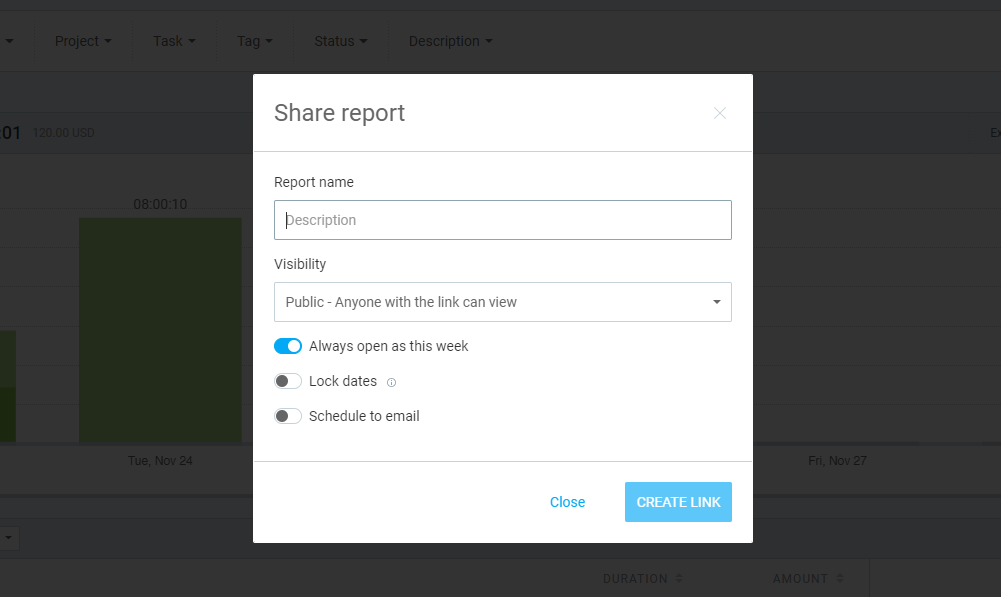 Project
Task
Tag
Status
Description
Share report
:01
120.00 USD
Report name
08:00:10
Description
Visibility
Public - Anyone with the link can view
Always open as this week
Lock dates
Schedule to email
Tue, Nov 24
Fri, Nov 27
Close
CREATE LINK
DURATION
AMOUNT